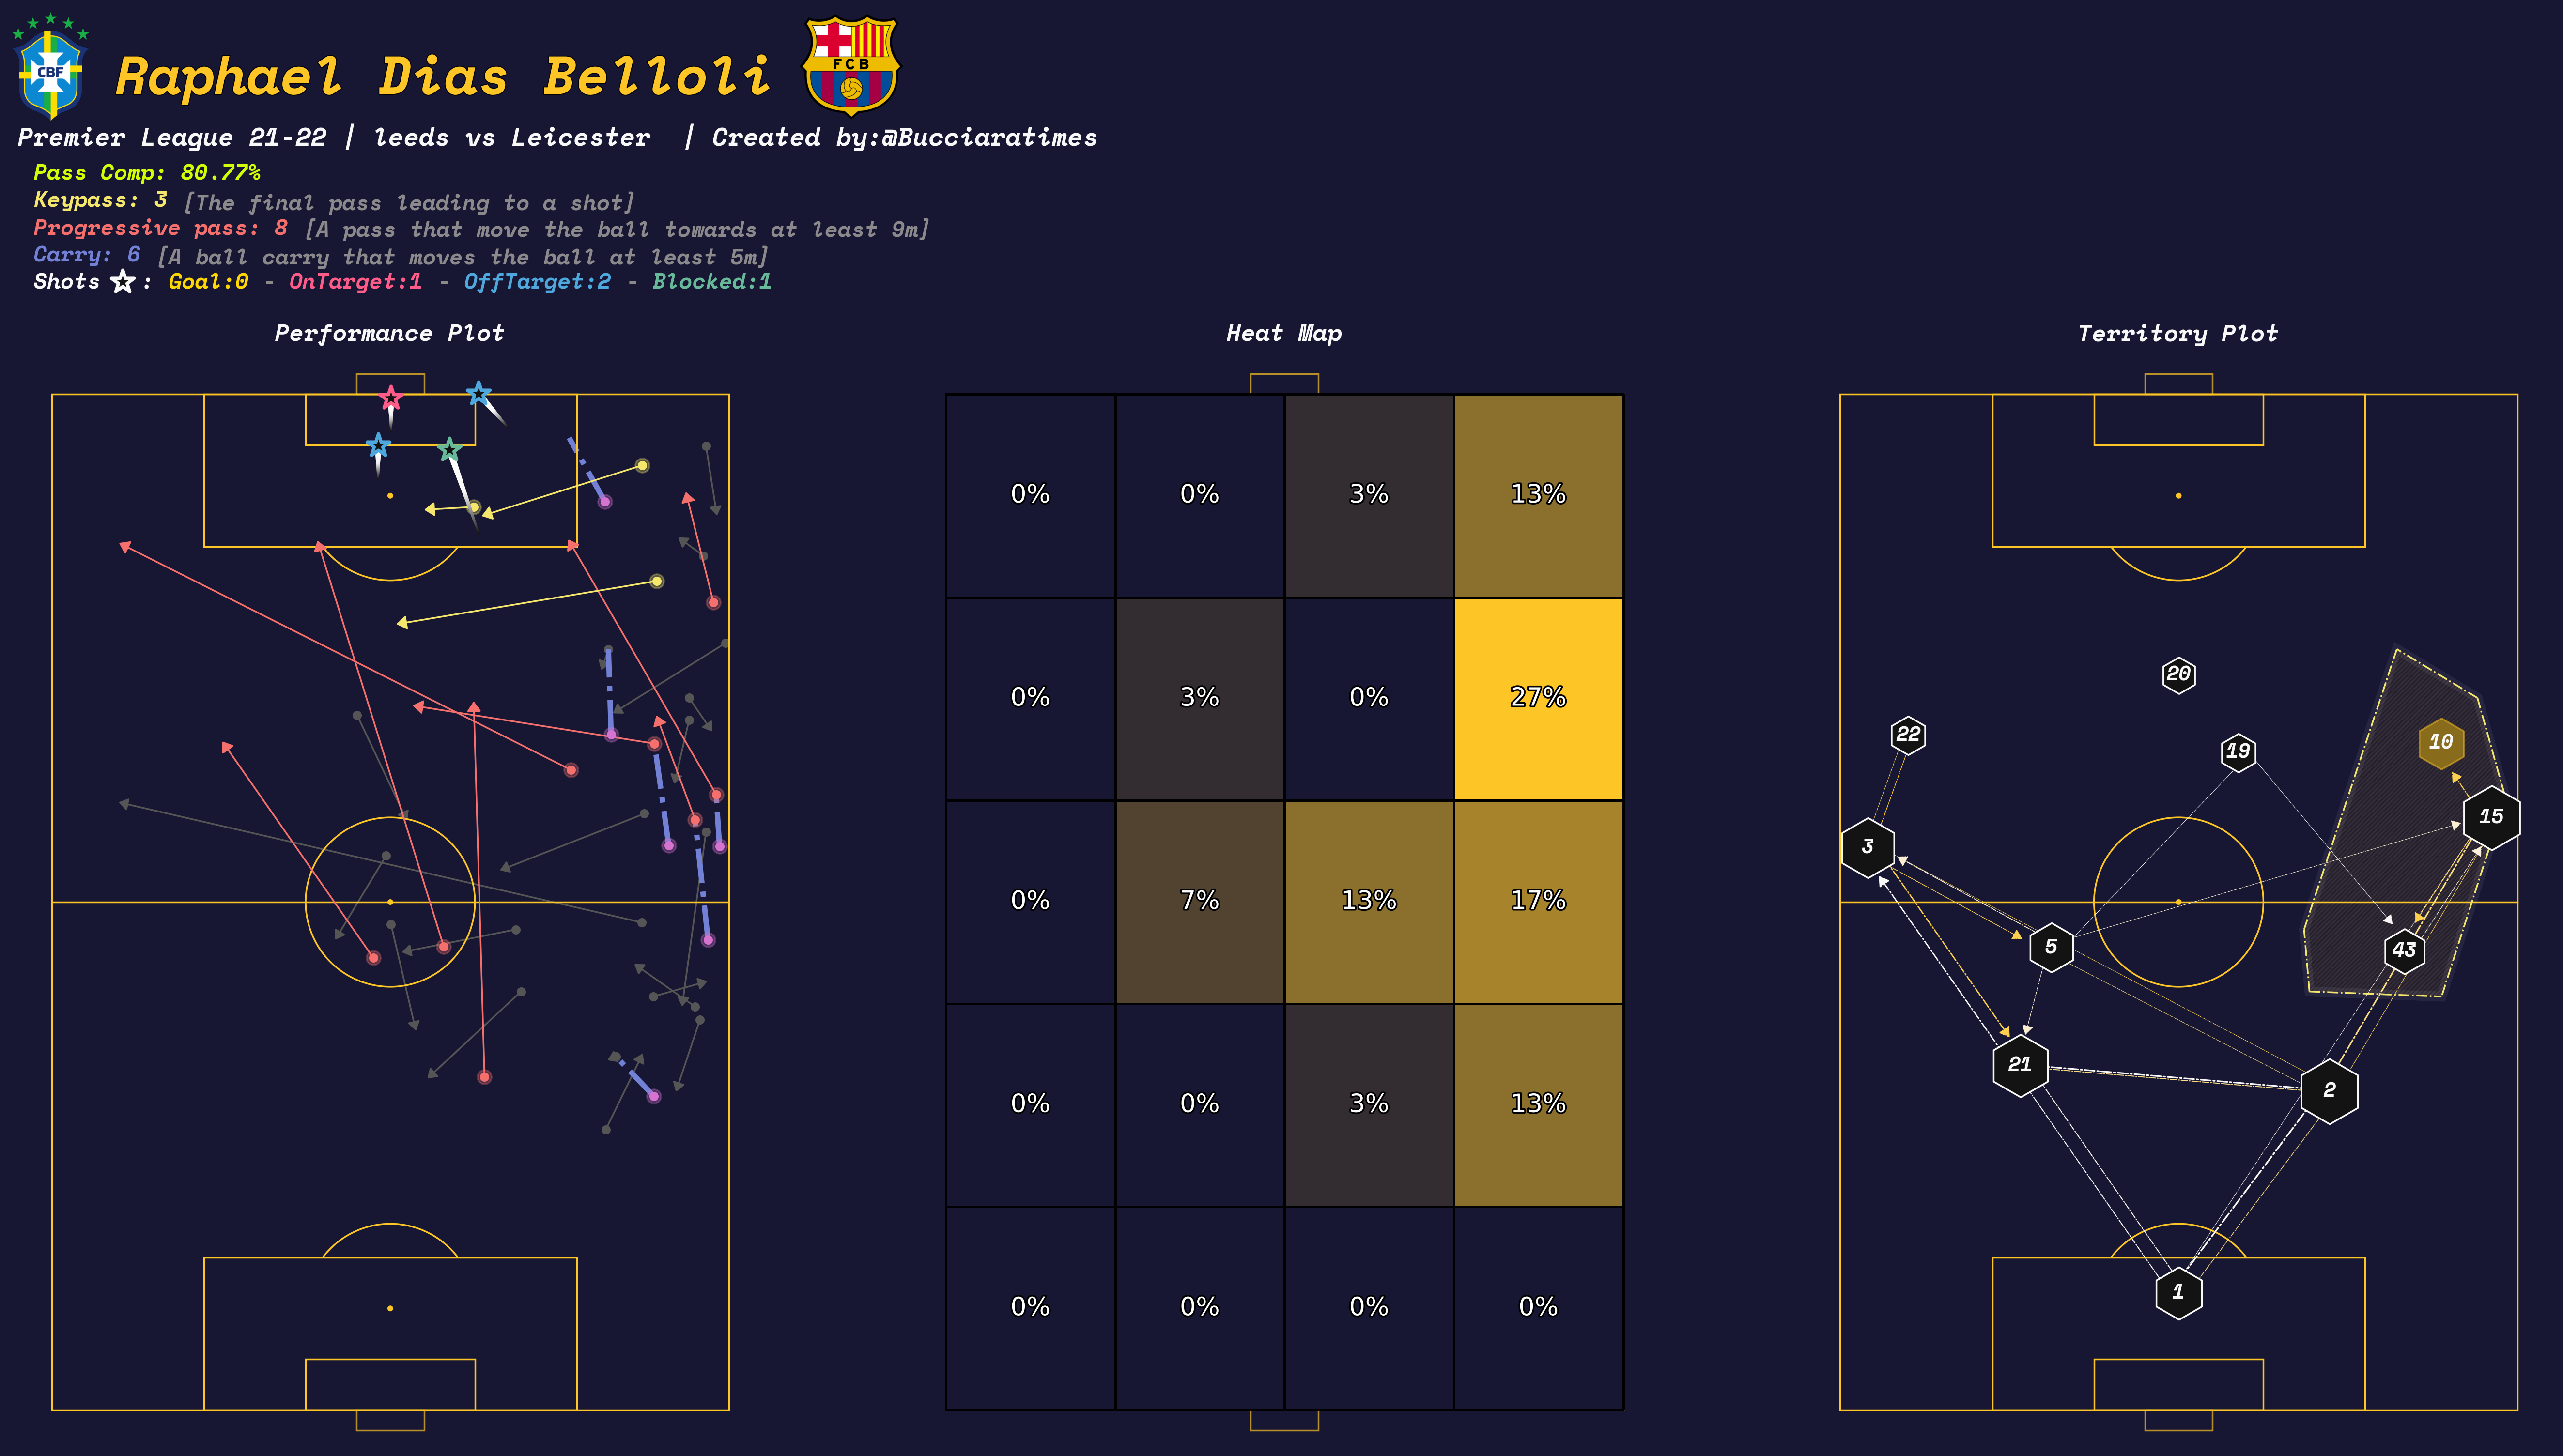 CBF
Raphael Dias Belloli
FCB
Premier League 21-22 | leeds vs Leicester | Created by:@Bucciaratimes
Pass Comp: 80.77%
Keypass: 3 [The final pass leading to a shot]
Progressive pass: 8 [A pass that move the ball towards at least 9m]
Carry: 6 [A ball carry that moves the ball at least 5m]
Shots ☆: Goal:0 - OnTarget:1 - OffTarget:2 - Blocked:1
Performance Plot
Heat Map
0% 0% 3% 13%
0% 3% 0% 27%
0% 7% 13% 17%
0% 0% 3% 13%
0% 0% 0% 0%
Territory Plot
20
22
19
10
15
3
5
43
21
2
1